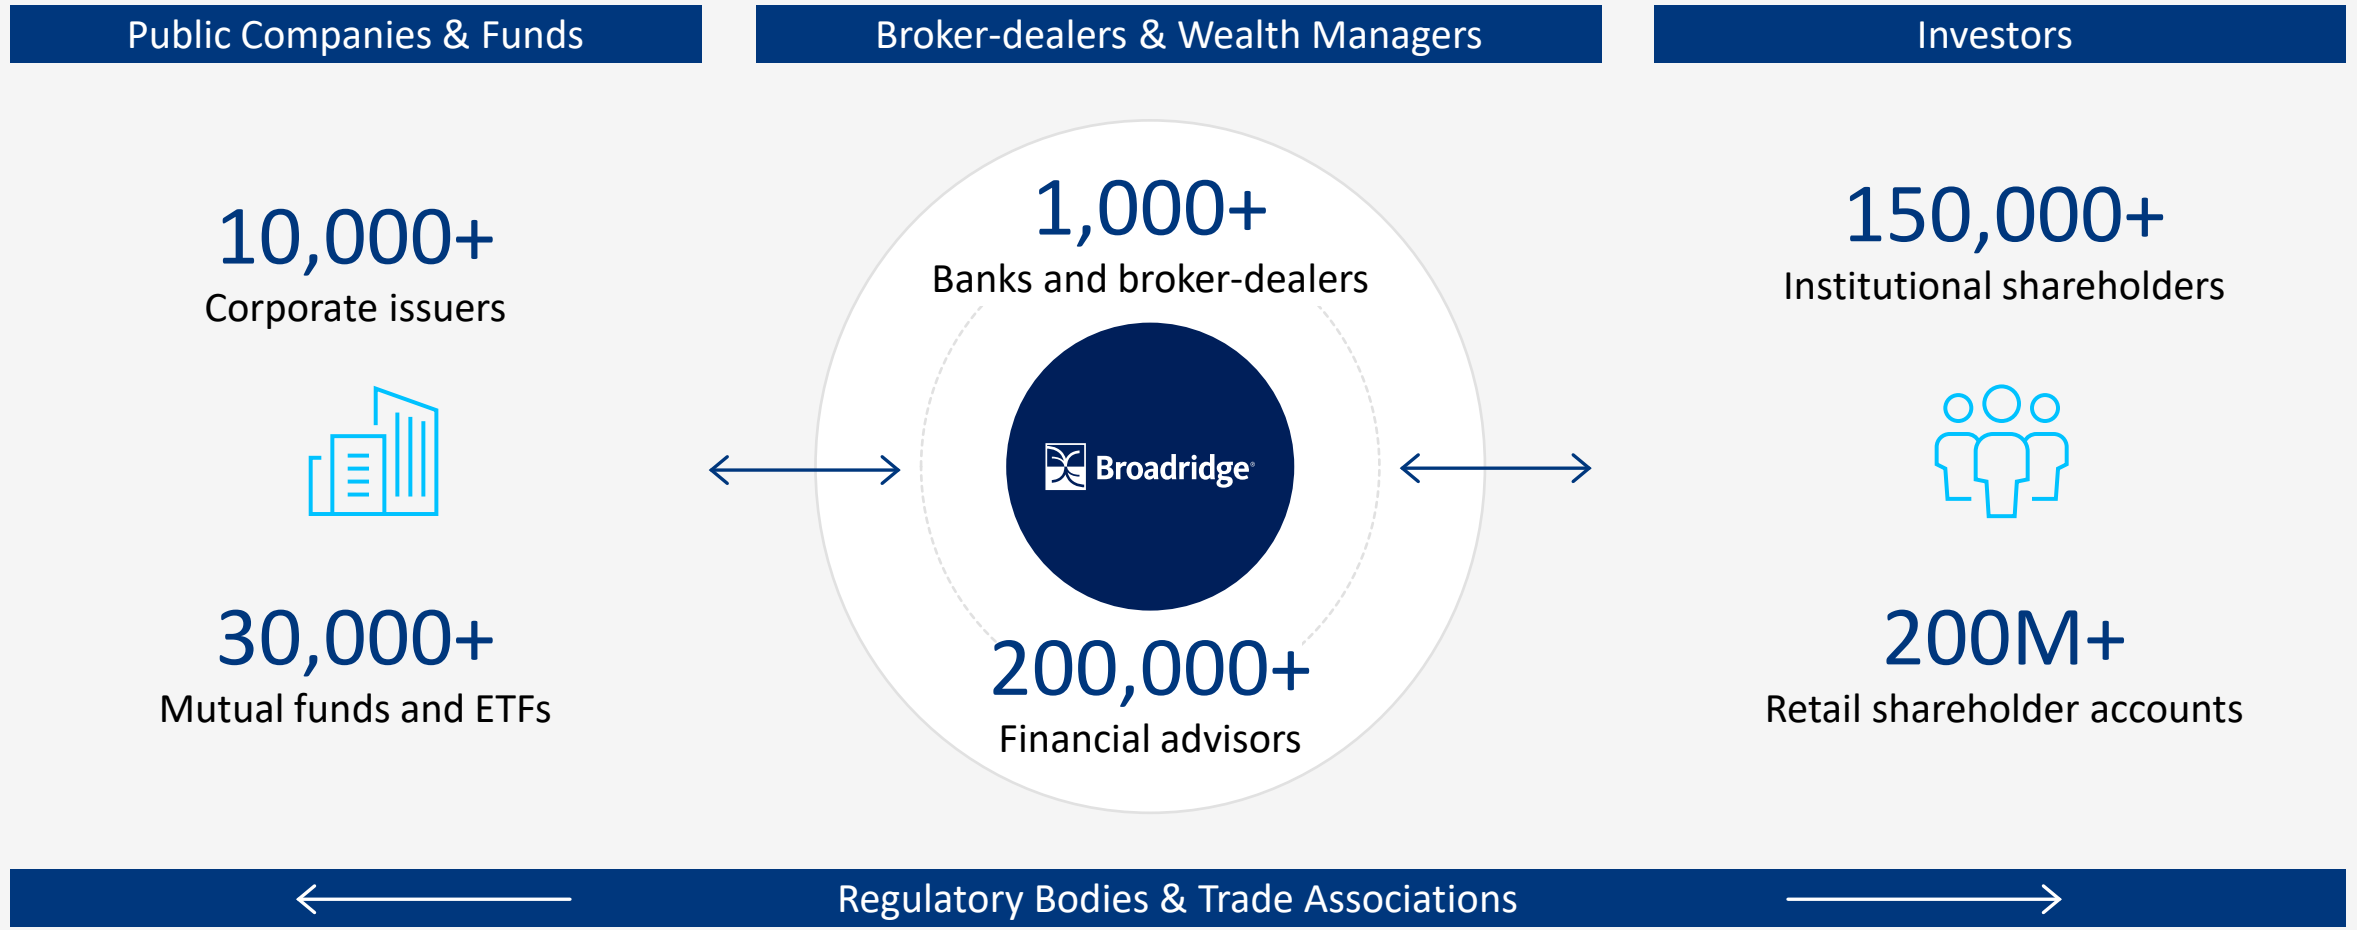 Public Companies & Funds
Broker-dealers & Wealth Managers
Investors
10,000+
Corporate issuers
30,000+
Mutual funds and ETFs
1,000+
Banks and broker-dealers
Broadridge®
200,000+
Financial advisors
150,000+
Institutional shareholders
200M+
Retail shareholder accounts
Regulatory Bodies & Trade Associations